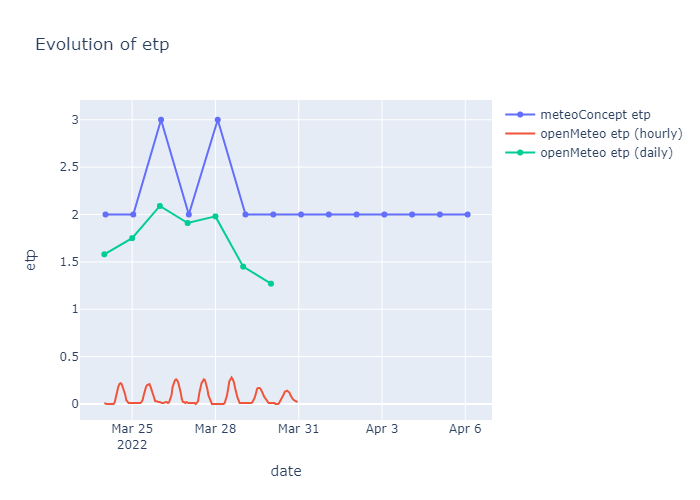 Evolution of etp
meteoConcept etp
openMeteo etp (hourly)
openMeteo etp (daily)
3
2.5
2
1.5
1
0.5
0
etp
Mar 25
2022
Mar 28
Mar 31
Apr 3
Apr 6
date